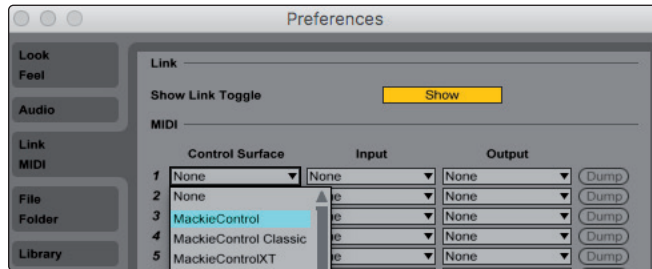 Preferences
Look
Feel
Audio
Link
MIDI
File
Folder
Library
Link
Show Link Toggle Show
MIDI
Control Surface Input Output
1 None None None Dump
2 None None Dump
3 MackieControl None Dump
4 MackieControl Classic None Dump
5 MackieControlXT None Dump